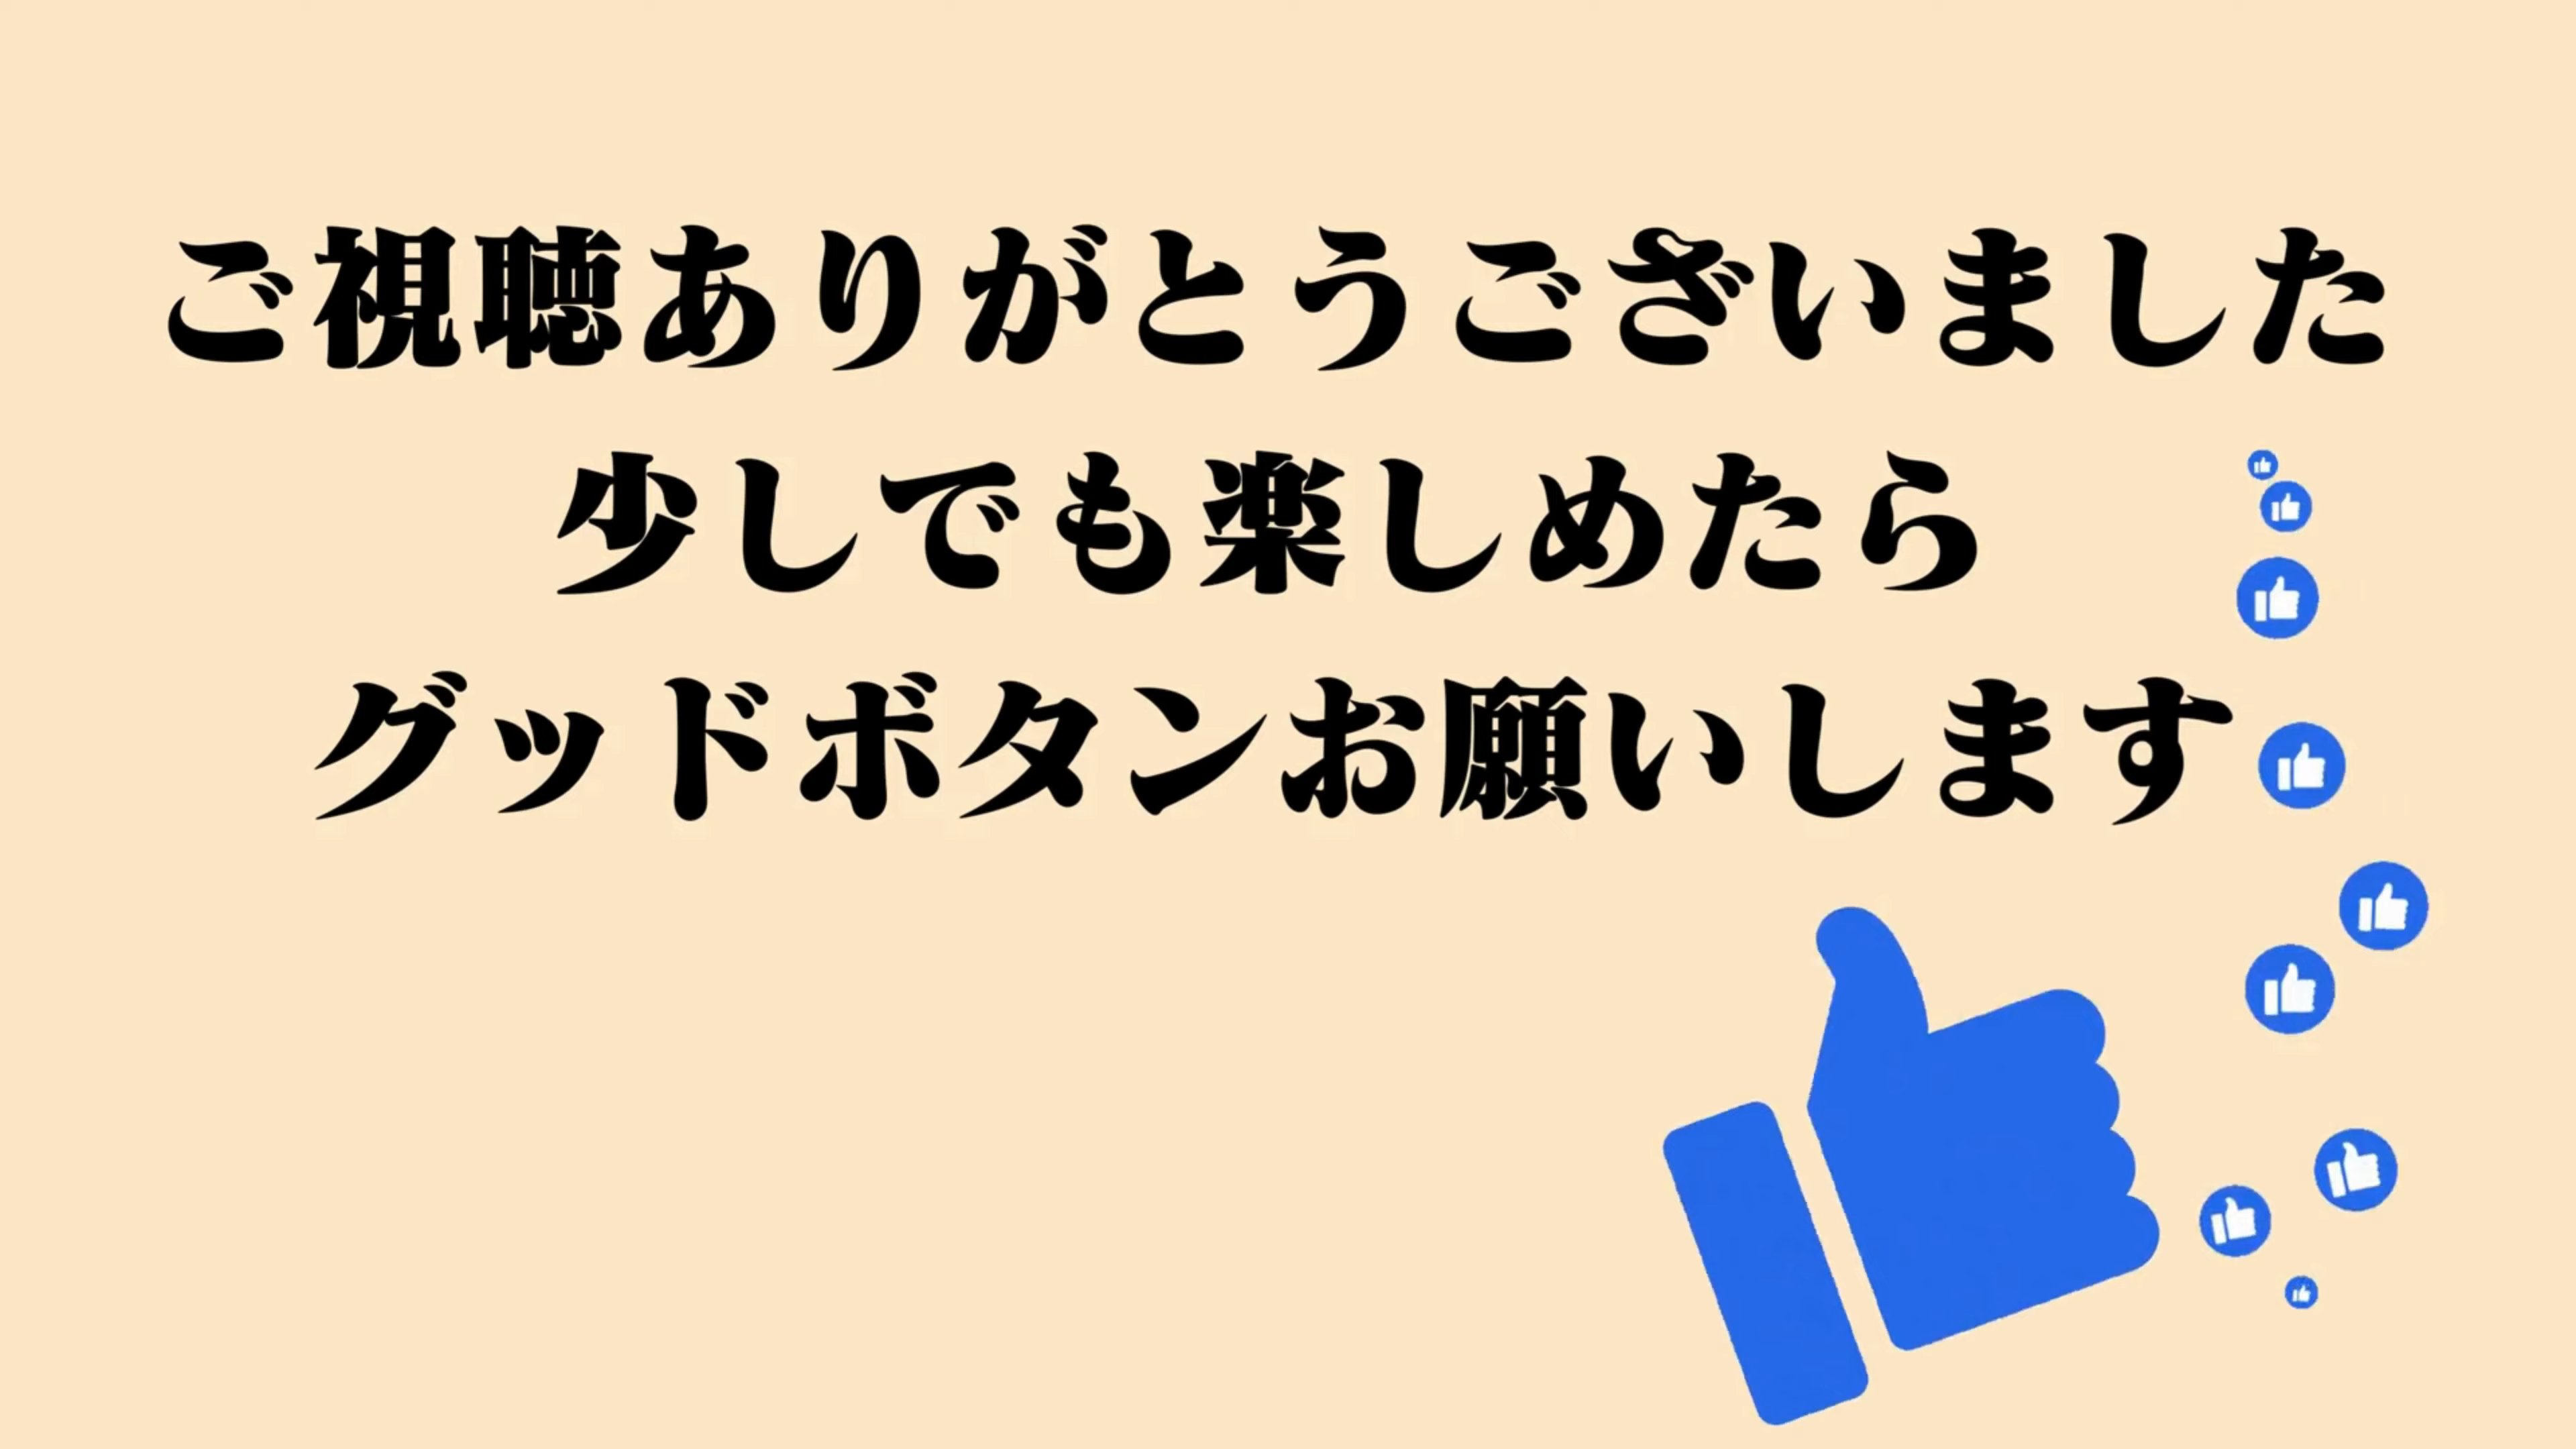 ご視聴ありがとうございました
少しでも楽しめたら
グッドボタンお願いします